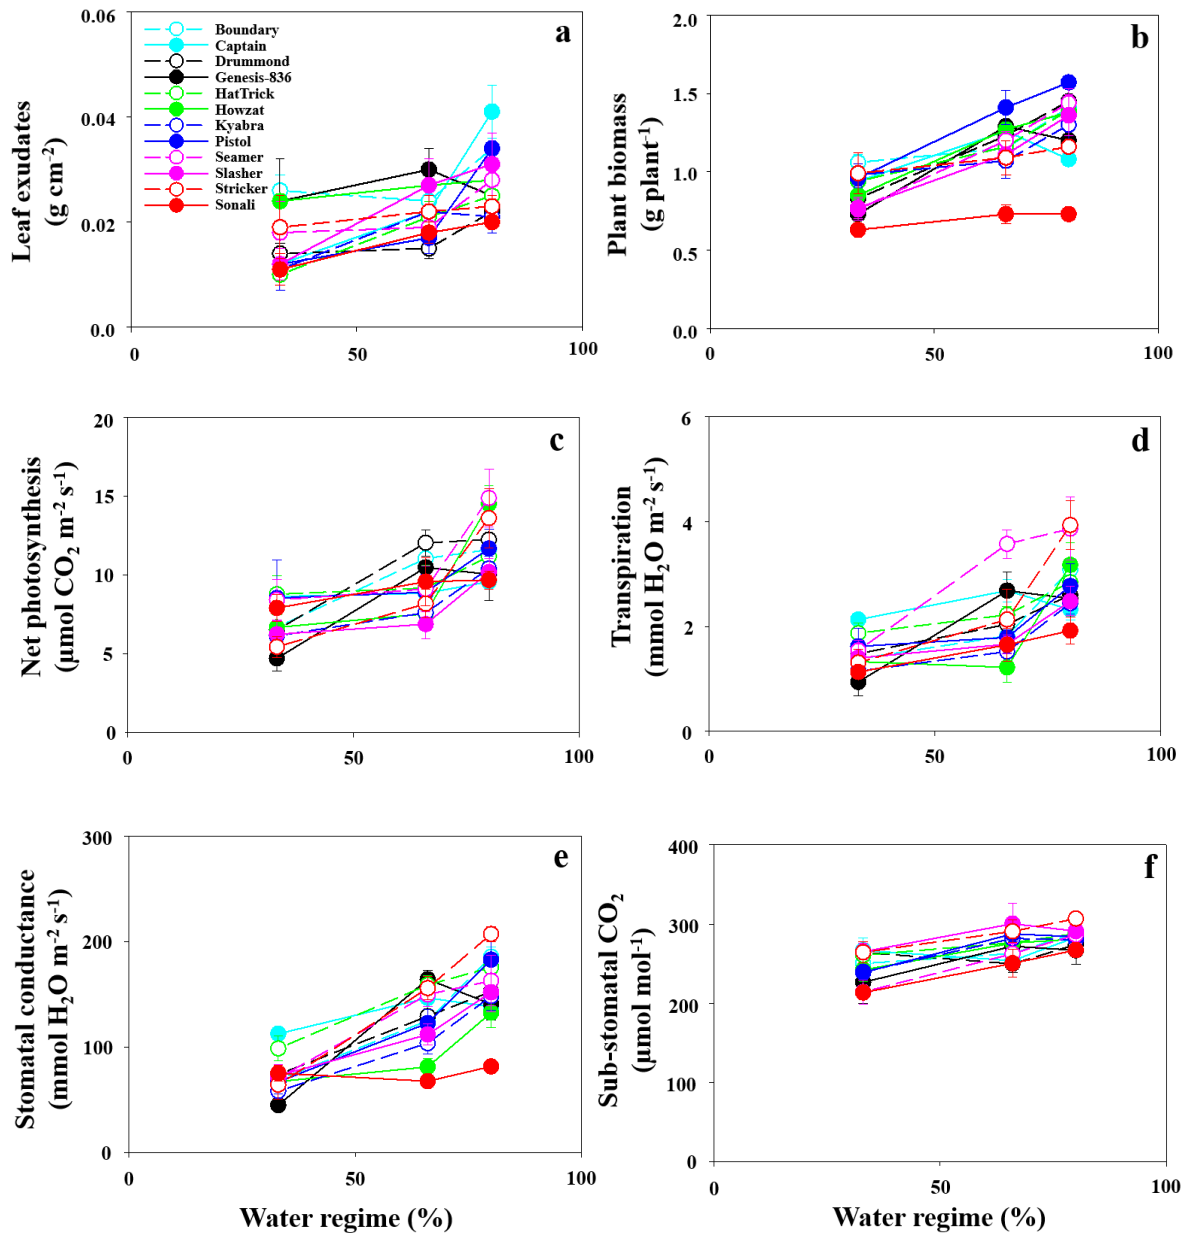 a
0.06
0.04
0.02
0.0
0
50
100
Leaf exudates
(g cm⁻²)
Boundary
Captain
Drummond
Genesis-836
HatTrick
Howzat
Kyabra
Pistol
Seamer
Slasher
Stricker
Sonali
b
2.0
1.5
1.0
0.5
0.0
0
50
100
Plant biomass
(g plant⁻¹)
c
20
15
10
5
0
0
50
100
Net photosynthesis
(µmol CO₂ m⁻² s⁻¹)
d
6
4
2
0
0
50
100
Transpiration
(mmol H₂O m⁻² s⁻¹)
e
300
200
100
0
0
50
100
Stomatal conductance
(mmol H₂O m⁻² s⁻¹)
Water regime (%)
f
400
300
200
100
0
0
50
100
Sub-stomatal CO₂
(µmol mol⁻¹)
Water regime (%)